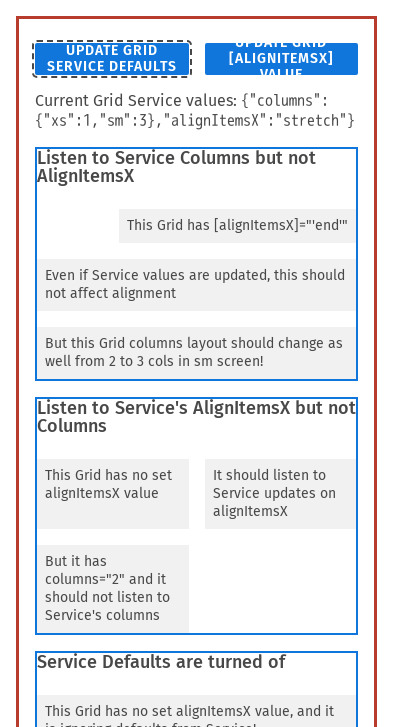 UPDATE GRID
SERVICE DEFAULTS
UPDATE GRID
[ALIGNITEMSX]
VALUE
Current Grid Service values: {"columns":
{"xs":1,"sm":3},"alignItemsX":"stretch"}
Listen to Service Columns but not
AlignItemsX
This Grid has [alignItemsX]="'end'"
Even if Service values are updated, this should
not affect alignment
But this Grid columns layout should change as
well from 2 to 3 cols in sm screen!
Listen to Service's AlignItemsX but not
Columns
This Grid has no set
alignItemsX value
It should listen to
Service updates on
alignItemsX
But it has
columns="2" and it
should not listen to
Service's columns
Service Defaults are turned of
This Grid has no set alignItemsX value, and it
is ignoring defaults from Service!